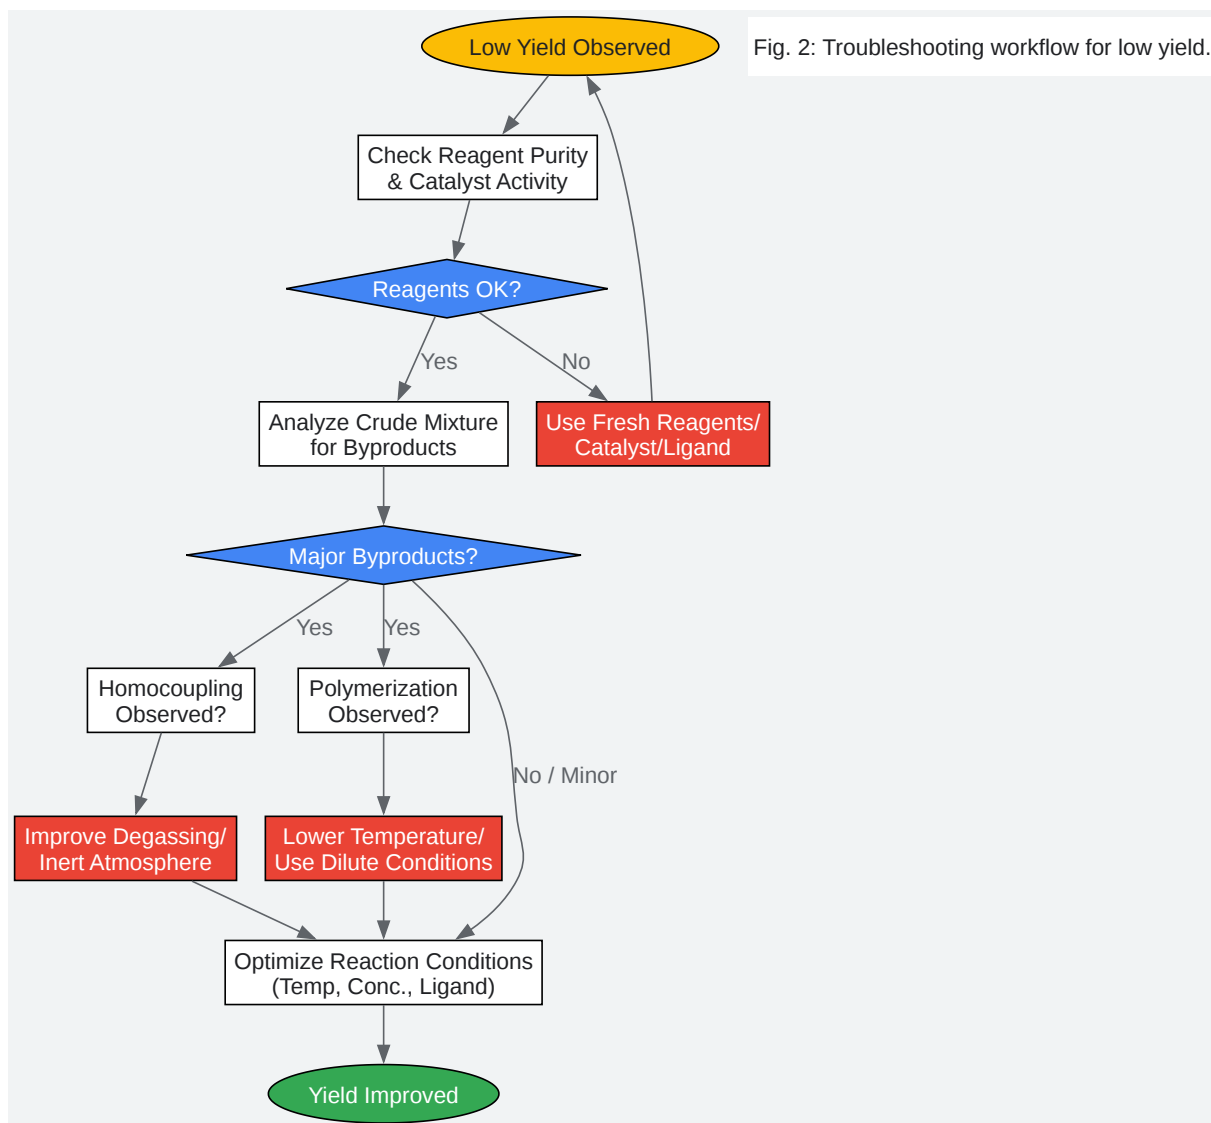 Low Yield Observed
Fig. 2: Troubleshooting workflow for low yield.
Check Reagent Purity
& Catalyst Activity
Reagents OK?
Yes
No
Analyze Crude Mixture
for Byproducts
Use Fresh Reagents/
Catalyst/Ligand
Major Byproducts?
Yes
Yes
Homocoupling
Observed?
Polymerization
Observed?
No / Minor
Improve Degassing/
Inert Atmosphere
Lower Temperature/
Use Dilute Conditions
Optimize Reaction Conditions
(Temp, Conc., Ligand)
Yield Improved